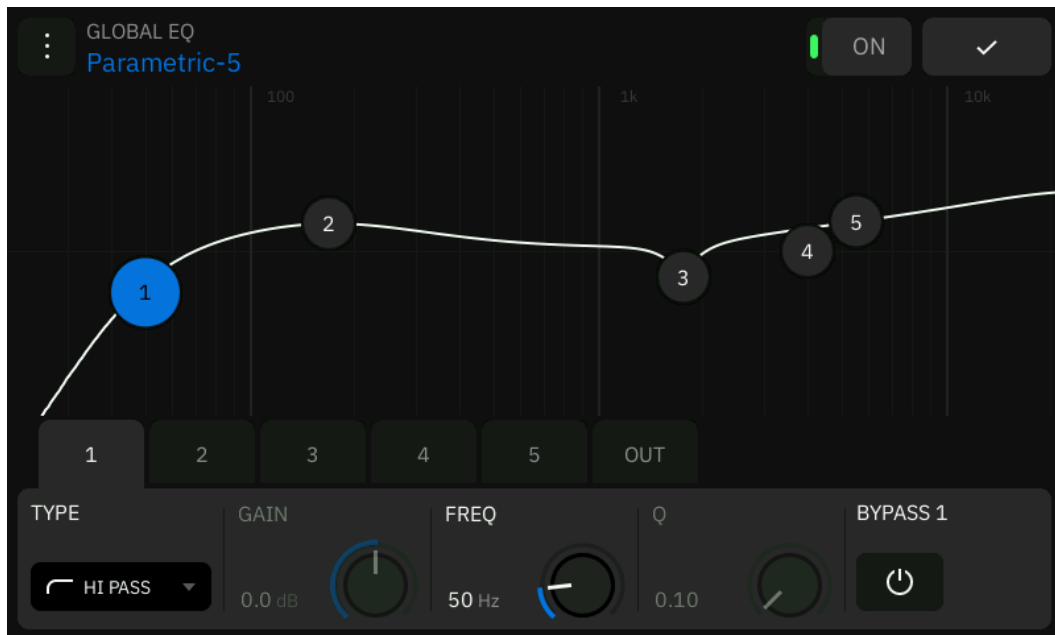 GLOBAL EQ
Parametric-5
ON
100
1k
10k
1
2
3
4
5
1
2
3
4
5
OUT
TYPE
GAIN
FREQ
Q
BYPASS 1
HI PASS
0.0 dB
50 Hz
0.10